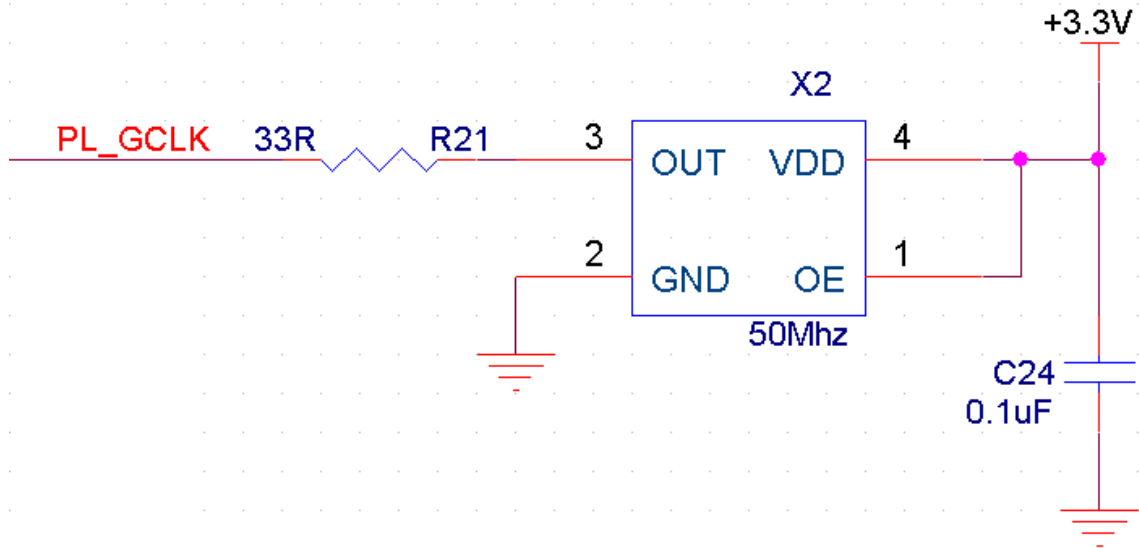 +3.3V
X2
PL_GCLK 33R R21 3 OUT VDD 4
2 GND OE 1
50Mhz
C24
0.1uF